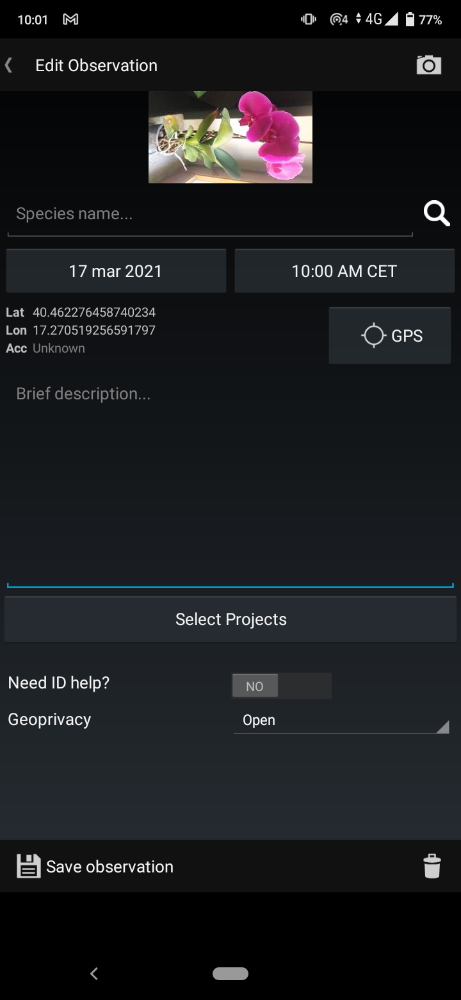 10:01 4 4G 77%
Edit Observation
Species name...
17 mar 2021 10:00 AM CET
Lat 40.462276458740234
Lon 17.270519256591797
Acc Unknown
GPS
Brief description...
Select Projects
Need ID help? NO
Geoprivacy Open
Save observation